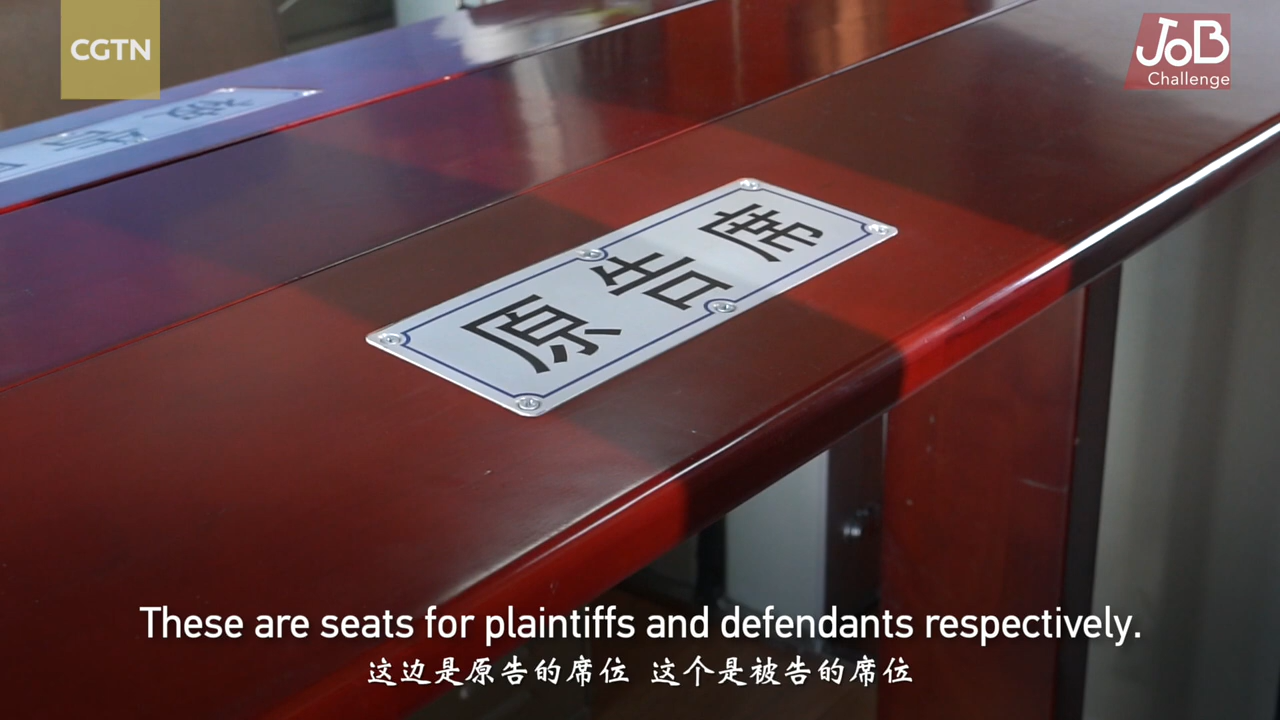 CGTN
JOB
Challenge
原告席
These are seats for plaintiffs and defendants respectively.
这边是原告的席位 这个是被告的席位